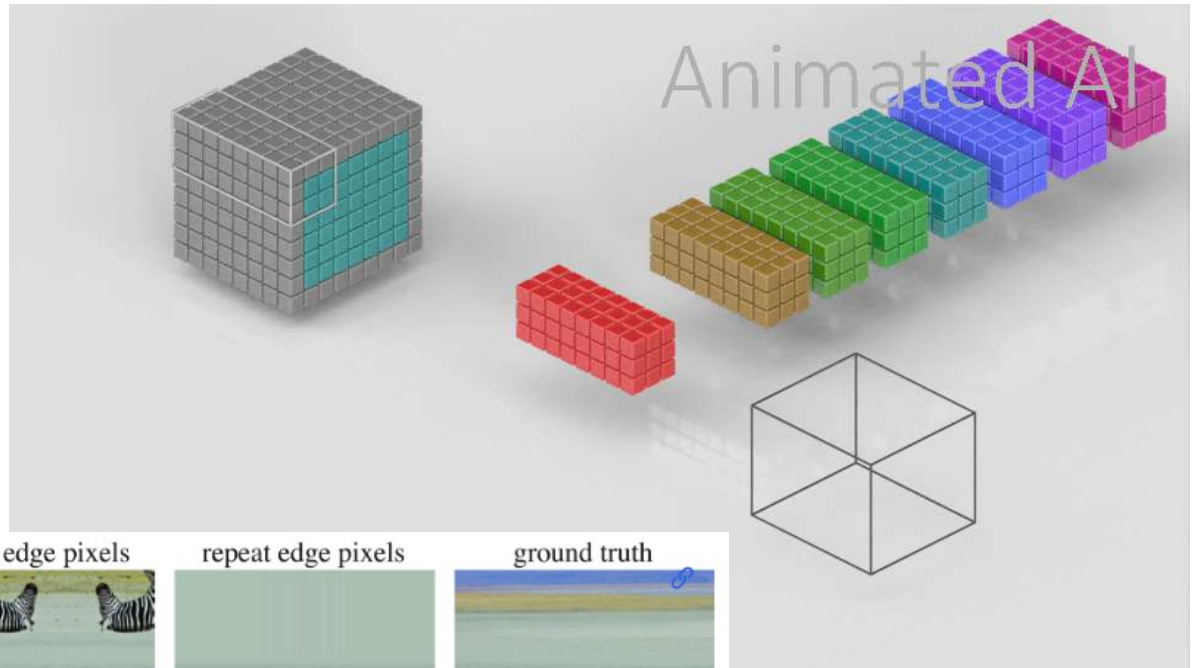 Animated AI
edge pixels
repeat edge pixels
ground truth